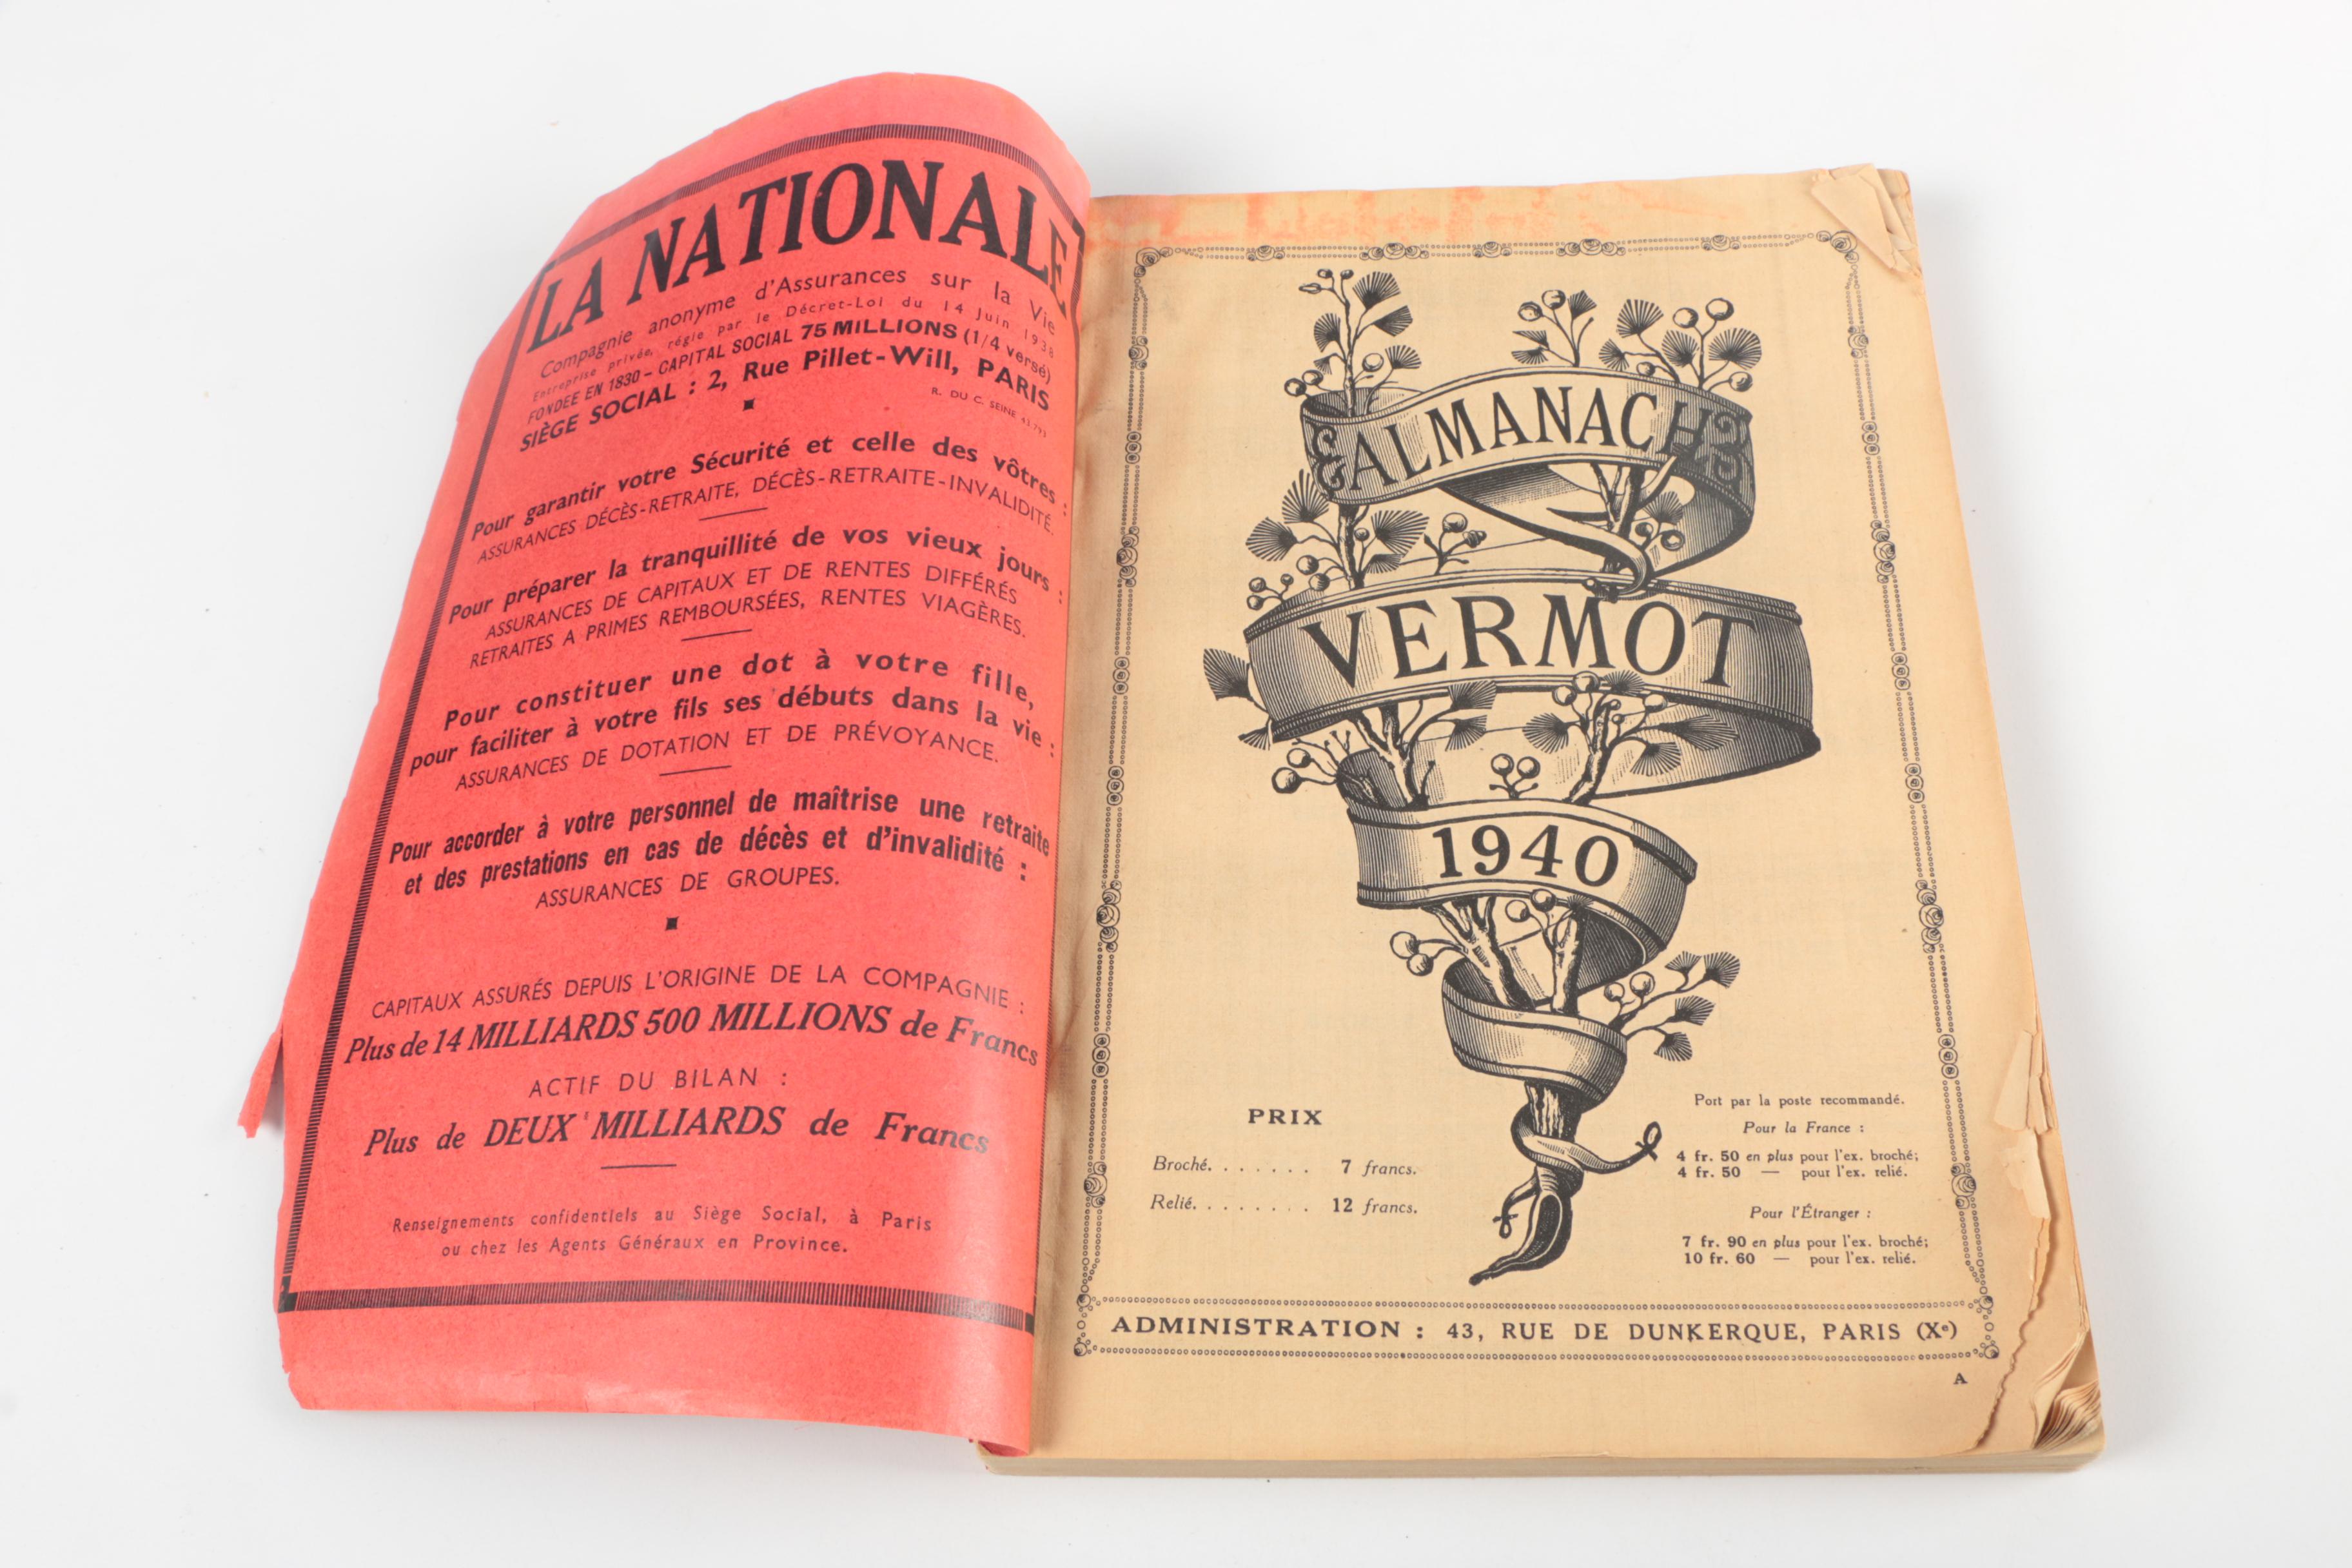 LA NATIONALE
Compagnie anonyme d'Assurances sur la Vie
Entreprise privée, régie par le Décret-Loi du 14 Juin 1938
FONDEE EN 1830 - CAPITAL SOCIAL 75 MILLIONS (1/4 versé)
SIÈGE SOCIAL : 2, Rue Pillet-Will, PARIS
R. DU C. SEINE
Pour garantir votre Sécurité et celle des vôtres :
ASSURANCES DÉCÈS-RETRAITE, DÉCÈS-RETRAITE-INVALIDITÉ.
Pour préparer la tranquillité de vos vieux jours :
ASSURANCES DE CAPITAUX ET DE RENTES DIFFÉRÉS
RETRAITES A PRIMES REMBOURSÉES, RENTES VIAGÈRES.
Pour constituer une dot à votre fille,
pour faciliter à votre fils ses débuts dans la vie :
ASSURANCES DE DOTATION ET DE PRÉVOYANCE.
Pour accorder à votre personnel de maîtrise une retraite
et des prestations en cas de décès et d'invalidité :
ASSURANCES DE GROUPES.
CAPITAUX ASSURÉS DEPUIS L'ORIGINE DE LA COMPAGNIE :
Plus de 14 MILLIARDS 500 MILLIONS de Francs
ACTIF DU BILAN :
Plus de DEUX MILLIARDS de Francs
Renseignements confidentiels au Siège Social, à Paris
ou chez les Agents Généraux en Province.
ALMANACH
VERMOT
1940
PRIX
Broché. . . . . . . 7 francs.
Relié. . . . . . . . 12 francs.
Port par la poste recommandé.
Pour la France :
4 fr. 50 en plus pour l'ex. broché;
4 fr. 50 — pour l'ex. relié.
Pour l'Étranger :
7 fr. 90 en plus pour l'ex. broché;
10 fr. 60 — pour l'ex. relié.
ADMINISTRATION : 43, RUE DE DUNKERQUE, PARIS (Xᵉ)
A